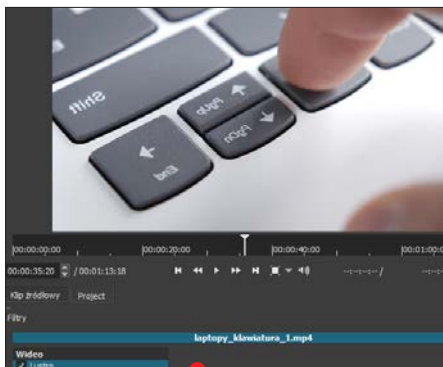 Shift
PgUp
PgDn
End
|00:00:00:00 |00:00:20:00 |00:00:40:00 |00:01:00:0
00:00:35:20 / 00:01:13:18 --:--:--:-- /
Klip źródłowy Project
Filtry
laptopy_klawiatura_1.mp4
Wideo
Lustro